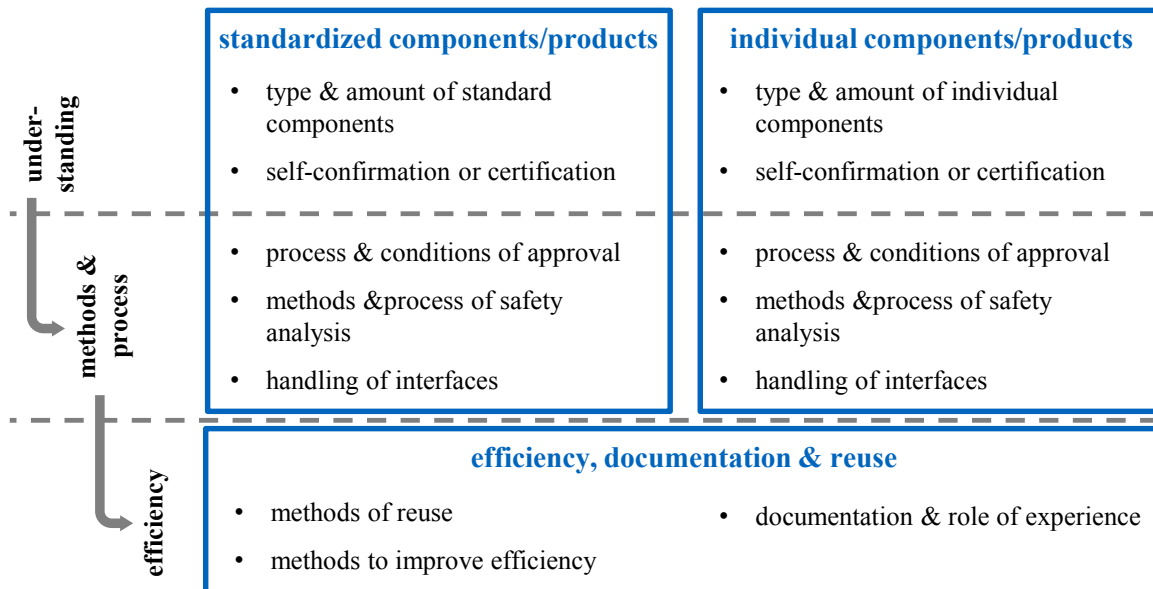 standardized components/products
• type & amount of standard
components
• self-confirmation or certification
• process & conditions of approval
• methods &process of safety
analysis
• handling of interfaces
individual components/products
• type & amount of individual
components
• self-confirmation or certification
• process & conditions of approval
• methods &process of safety
analysis
• handling of interfaces
under-
standing
methods &
process
efficiency
efficiency, documentation & reuse
• methods of reuse
• methods to improve efficiency
• documentation & role of experience